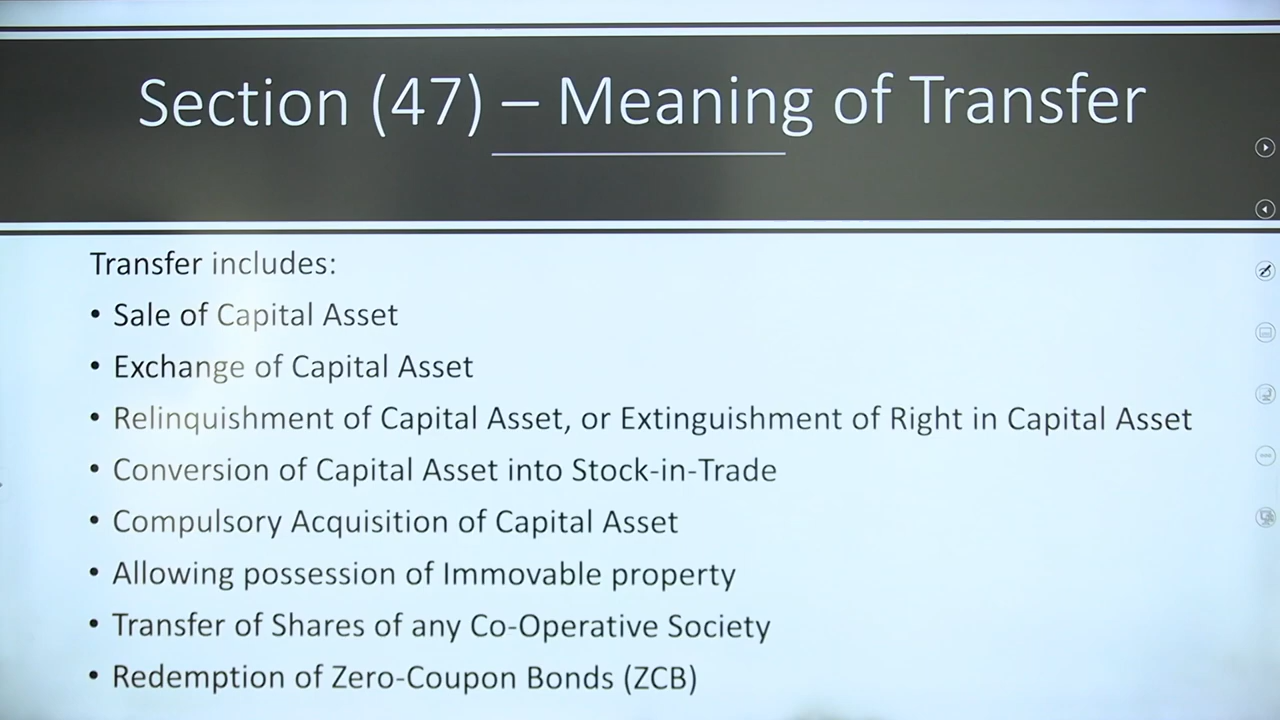 Section (47) – Meaning of Transfer
Transfer includes:
• Sale of Capital Asset
• Exchange of Capital Asset
• Relinquishment of Capital Asset, or Extinguishment of Right in Capital Asset
• Conversion of Capital Asset into Stock-in-Trade
• Compulsory Acquisition of Capital Asset
• Allowing possession of Immovable property
• Transfer of Shares of any Co-Operative Society
• Redemption of Zero-Coupon Bonds (ZCB)